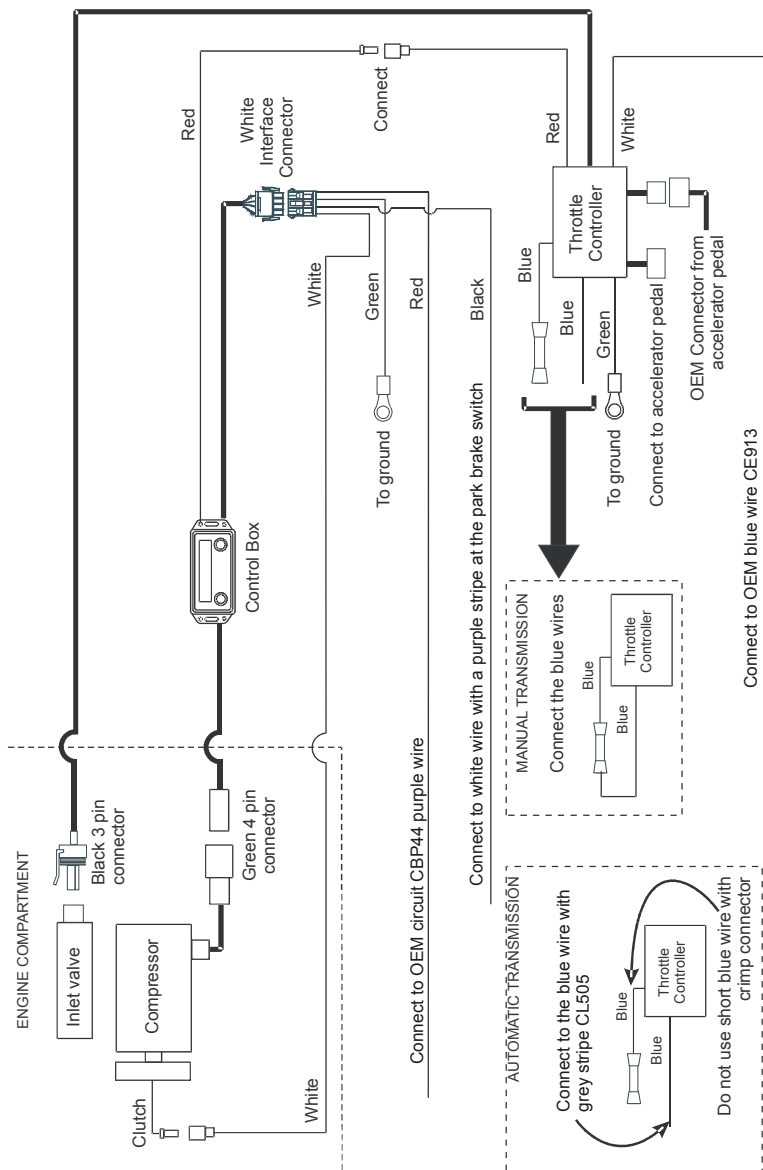 ENGINE COMPARTMENT
Inlet valve
Black 3 pin
connector
Compressor
Green 4 pin
connector
Clutch
White
Control Box
Red
White
Interface
Connector
Connect
Red
White
White
Green
Red
Black
To ground
Connect to OEM circuit CBP44 purple wire
Connect to white wire with a purple stripe at the park brake switch
Throttle
Controller
Blue
Blue
Green
To ground
Connect to accelerator pedal
OEM Connector from
accelerator pedal
Connect to OEM blue wire CE913
MANUAL TRANSMISSION
Connect the blue wires
Blue
Blue
Throttle
Controller
AUTOMATIC TRANSMISSION
Connect to the blue wire with
grey stripe CL505
Blue
Blue
Throttle
Controller
Do not use short blue wire with
crimp connector